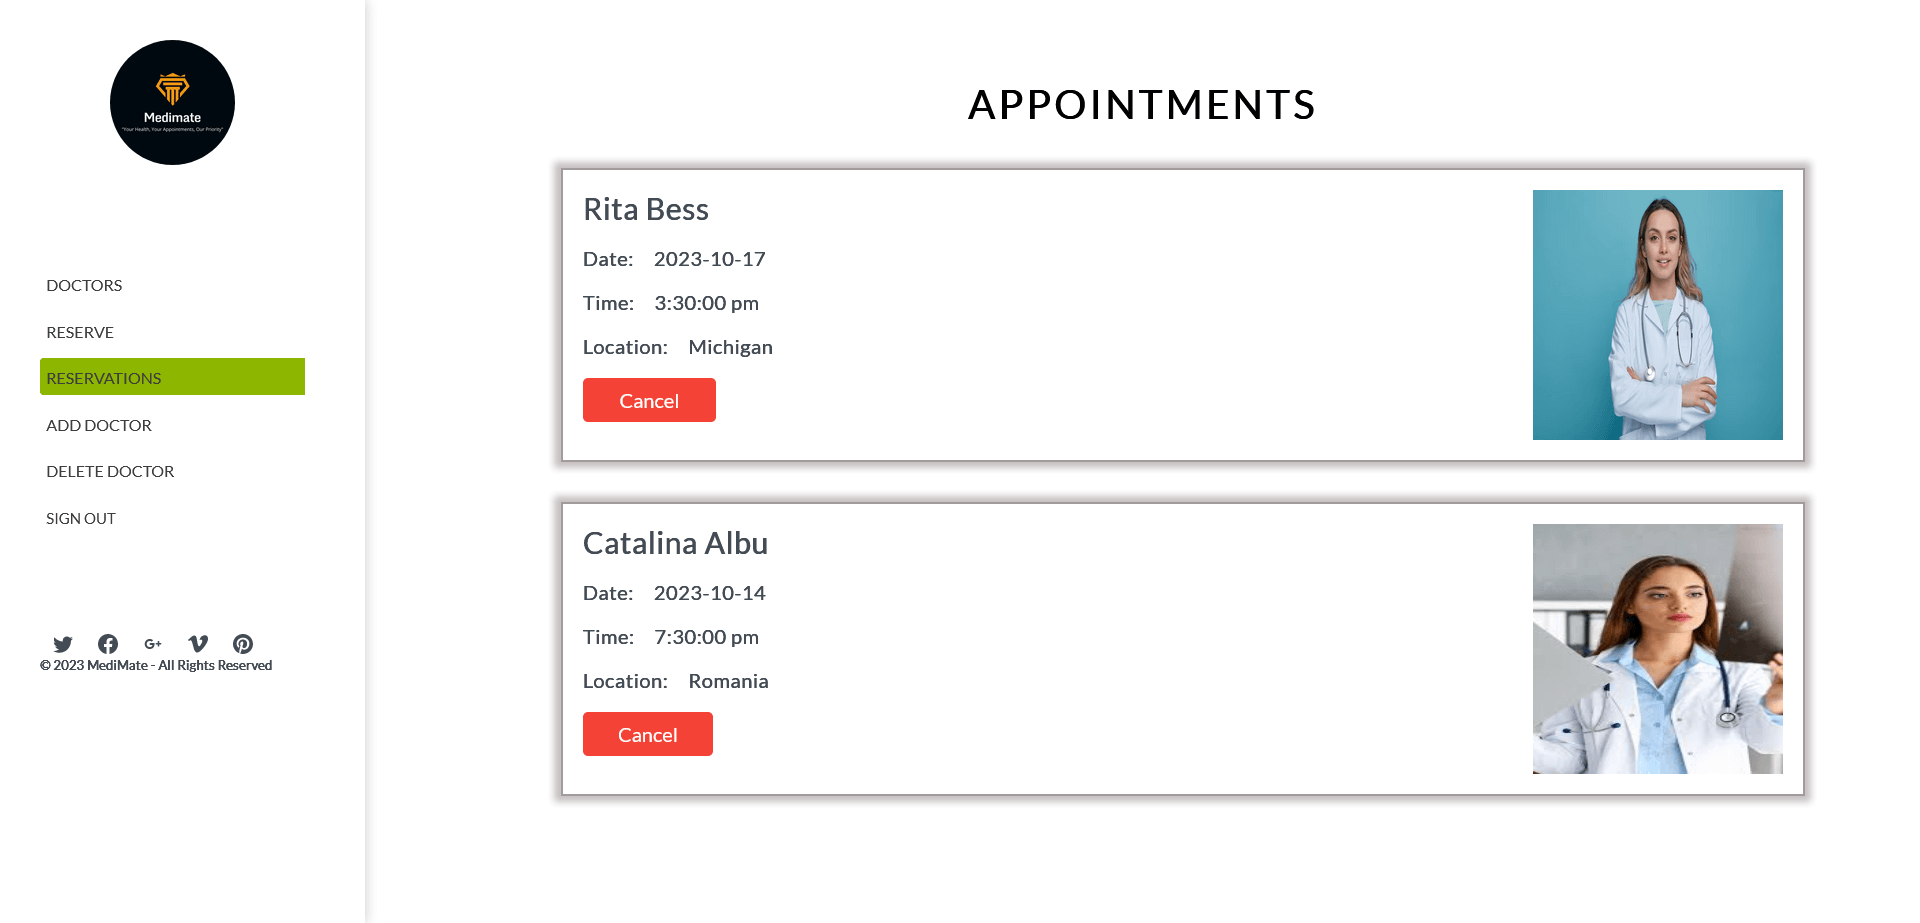 Medimate
"Your Health, Your Appointments, Our Priority"
DOCTORS
RESERVE
RESERVATIONS
ADD DOCTOR
DELETE DOCTOR
SIGN OUT
© 2023 MediMate - All Rights Reserved
APPOINTMENTS
Rita Bess
Date: 2023-10-17
Time: 3:30:00 pm
Location: Michigan
Cancel
Catalina Albu
Date: 2023-10-14
Time: 7:30:00 pm
Location: Romania
Cancel